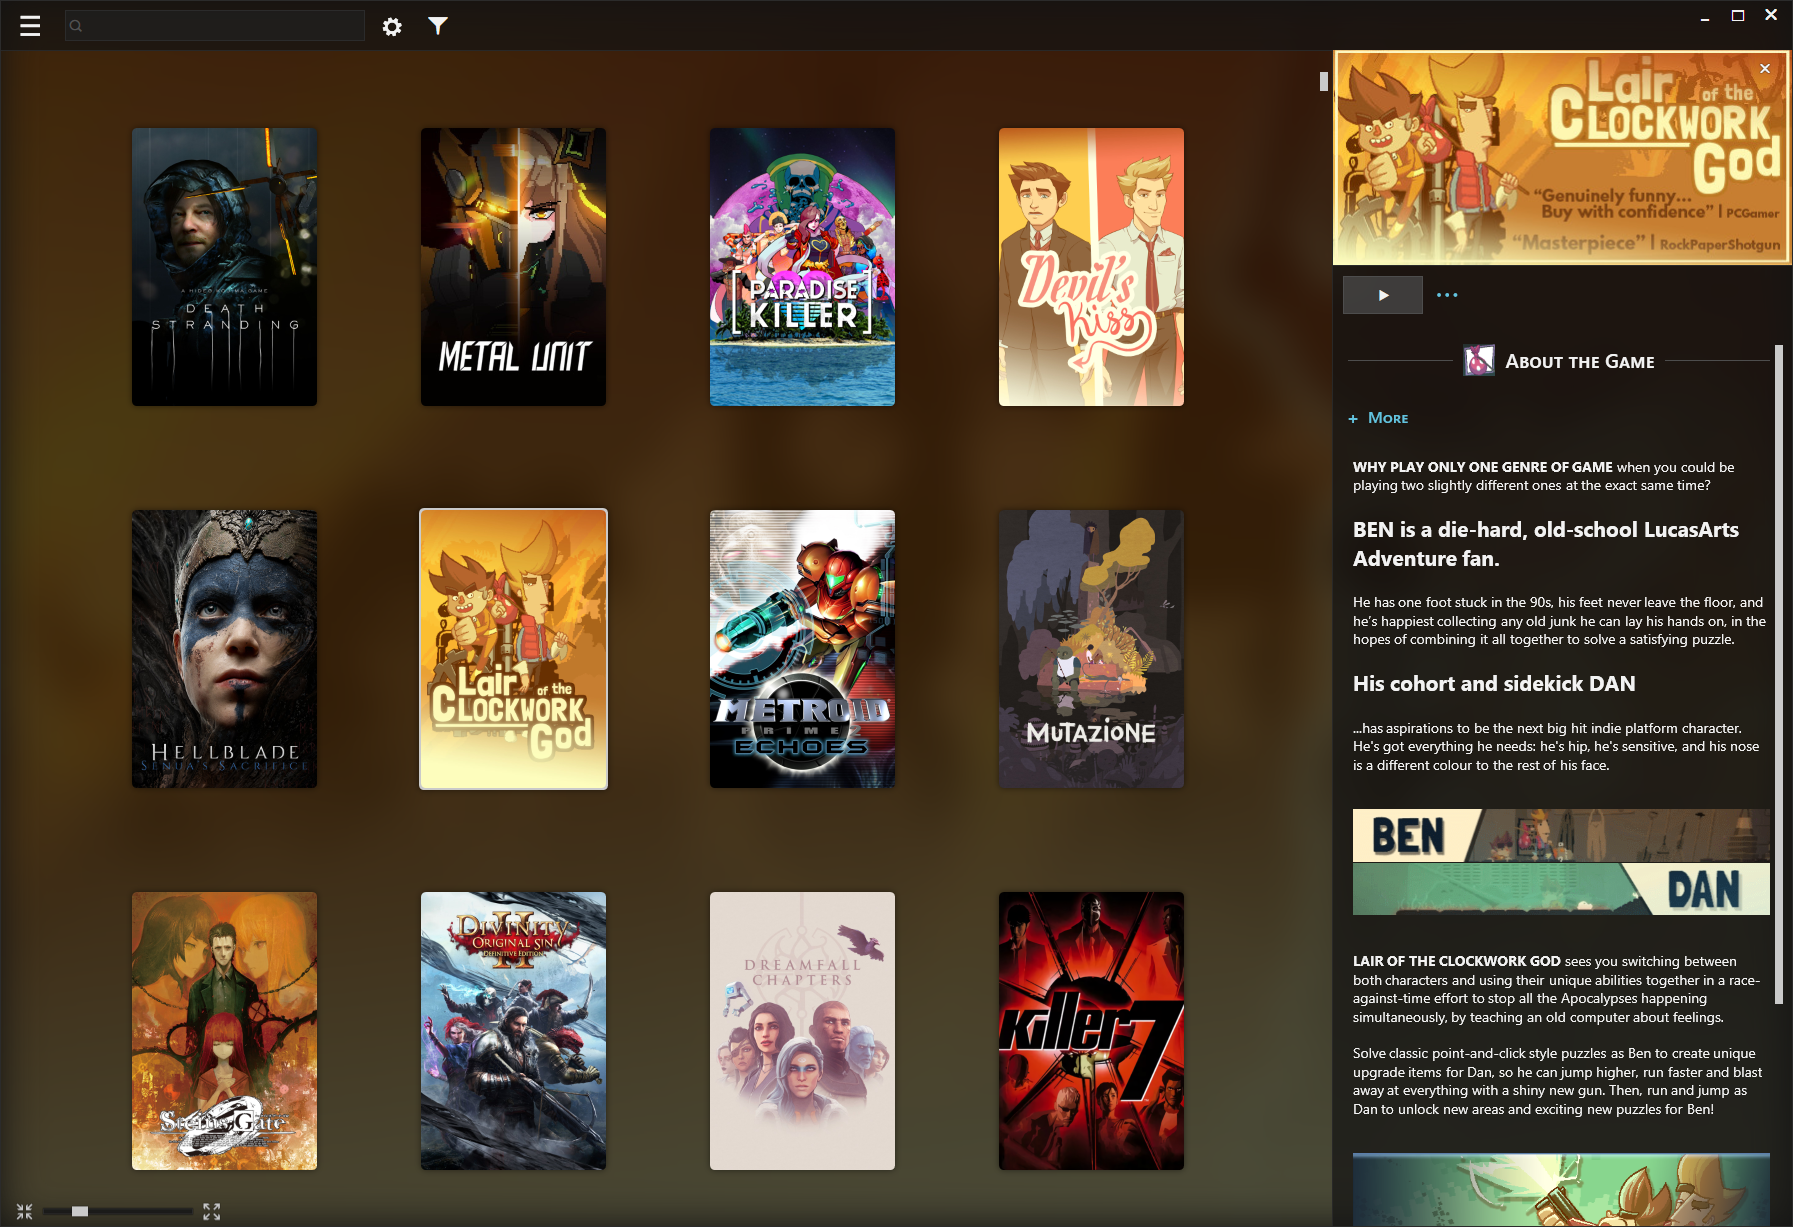 A HIDEO KOJIMA GAME
DEATH
STRANDING
METAL UNIT
PARADISE
KILLER
Devil's
Kiss
HELLBLADE
SENUA'S SACRIFICE
Lair of the
CLOCKWORK
God
METROID
PRIME 2
ECHOES
MUTAZIONE
Steins Gate
0
DIVINITY
II
ORIGINAL SIN
DEFINITIVE EDITION
DREAMFALL
CHAPTERS
Killer7
Lair of the
CLOCKWORK
God
“Genuinely funny...
Buy with confidence” | PCGamer
“Masterpiece” | RockPaperShotgun
ABOUT THE GAME
+ MORE
WHY PLAY ONLY ONE GENRE OF GAME when you could be
playing two slightly different ones at the exact same time?
BEN is a die-hard, old-school LucasArts
Adventure fan.
He has one foot stuck in the 90s, his feet never leave the floor, and
he’s happiest collecting any old junk he can lay his hands on, in the
hopes of combining it all together to solve a satisfying puzzle.
His cohort and sidekick DAN
...has aspirations to be the next big hit indie platform character.
He's got everything he needs: he's hip, he's sensitive, and his nose
is a different colour to the rest of his face.
BEN
DAN
LAIR OF THE CLOCKWORK GOD sees you switching between
both characters and using their unique abilities together in a race-
against-time effort to stop all the Apocalypses happening
simultaneously, by teaching an old computer about feelings.
Solve classic point-and-click style puzzles as Ben to create unique
upgrade items for Dan, so he can jump higher, run faster and blast
away at everything with a shiny new gun. Then, run and jump as
Dan to unlock new areas and exciting new puzzles for Ben!